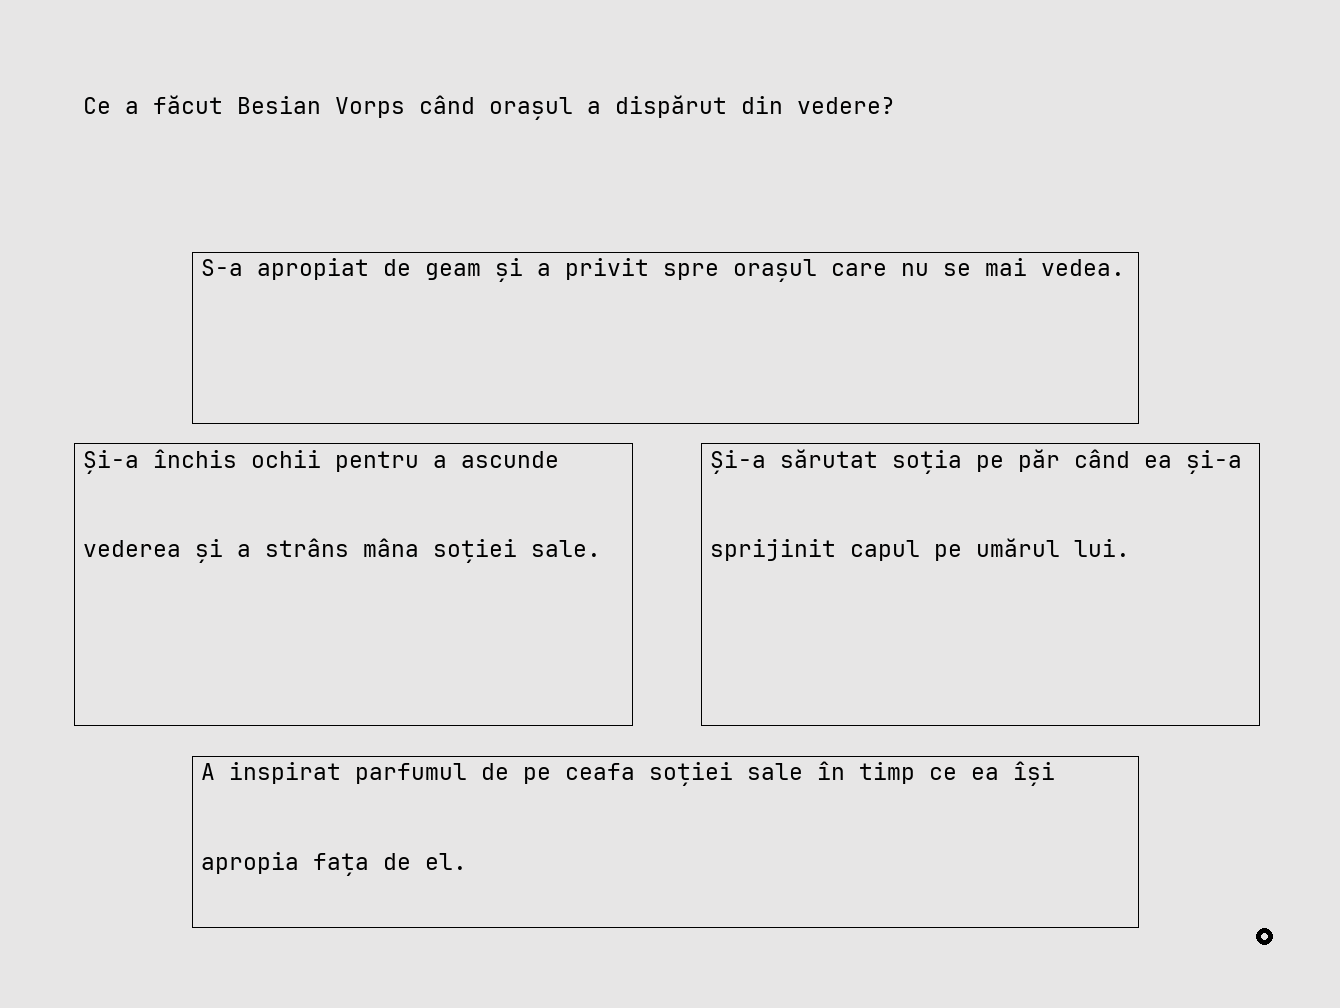 Ce a făcut Besian Vorps când orașul a dispărut din vedere?
S-a apropiat de geam și a privit spre orașul care nu se mai vedea.
Și-a închis ochii pentru a ascunde
vederea și a strâns mâna soției sale.
Și-a sărutat soția pe păr când ea și-a
sprijinit capul pe umărul lui.
A inspirat parfumul de pe ceafa soției sale în timp ce ea își
apropia fața de el.